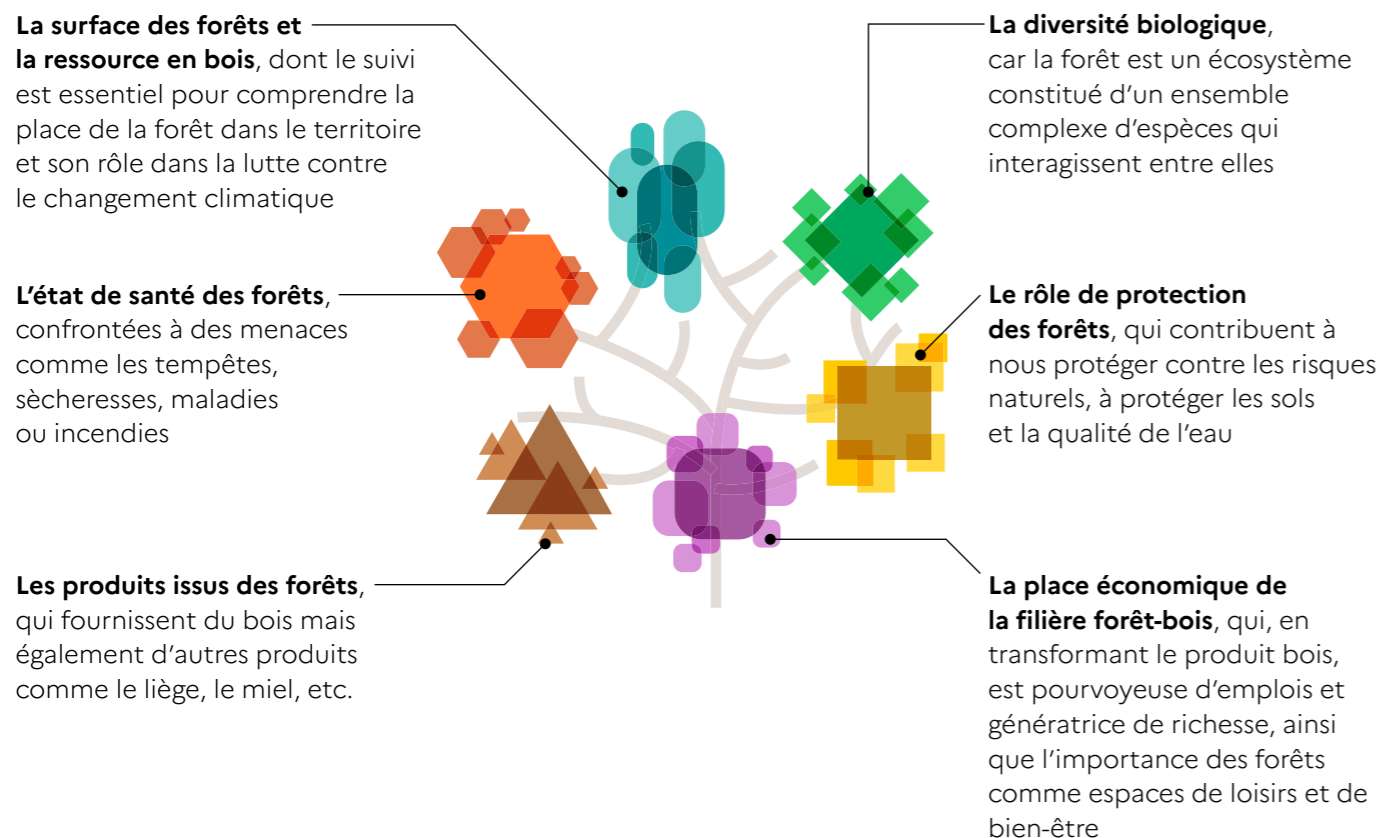 La surface des forêts et
la ressource en bois, dont le suivi
est essentiel pour comprendre la
place de la forêt dans le territoire
et son rôle dans la lutte contre
le changement climatique
L'état de santé des forêts,
confrontées à des menaces
comme les tempêtes,
sècheresses, maladies
ou incendies
Les produits issus des forêts,
qui fournissent du bois mais
également d'autres produits
comme le liège, le miel, etc.
La diversité biologique,
car la forêt est un écosystème
constitué d'un ensemble
complexe d'espèces qui
interagissent entre elles
Le rôle de protection
des forêts, qui contribuent à
nous protéger contre les risques
naturels, à protéger les sols
et la qualité de l'eau
La place économique de
la filière forêt-bois, qui, en
transformant le produit bois,
est pourvoyeuse d'emplois et
génératrice de richesse, ainsi
que l'importance des forêts
comme espaces de loisirs et de
bien-être